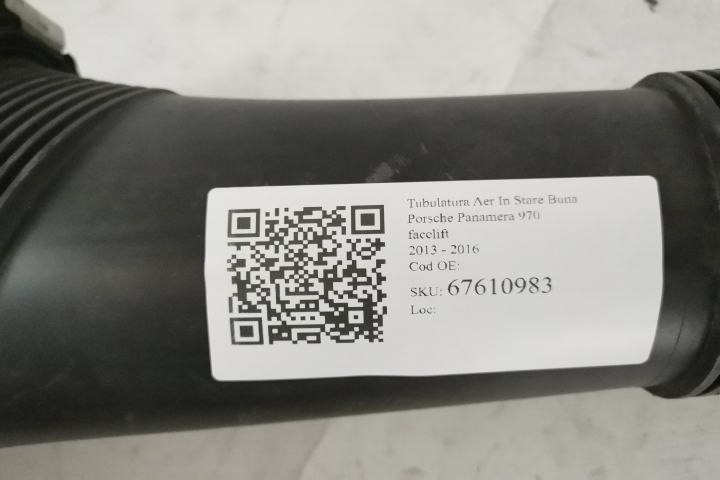 Tubulatura Aer In Stare Buna
Porsche Panamera 970
facelift
2013 - 2016
Cod OE:
SKU: 67610983
Loc: